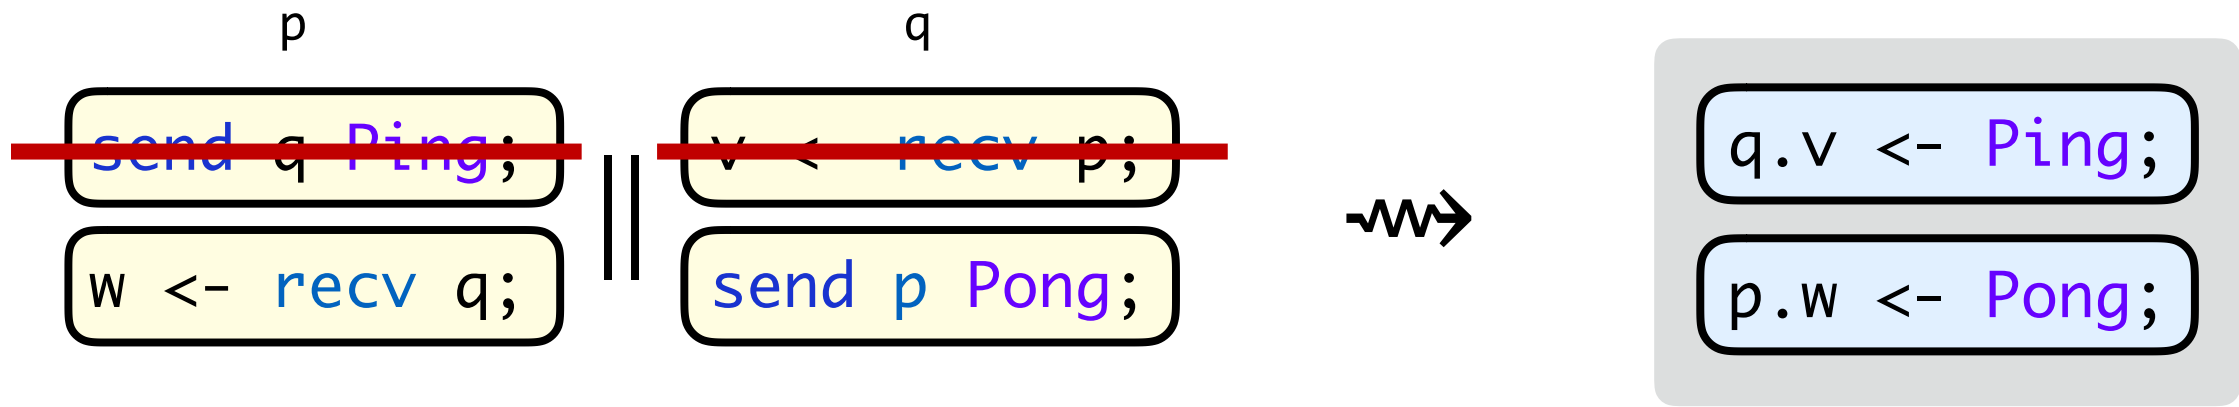 p
q
send q Ping;
v <- recv p;
q.v <- Ping;
w <- recv q;
send p Pong;
p.w <- Pong;